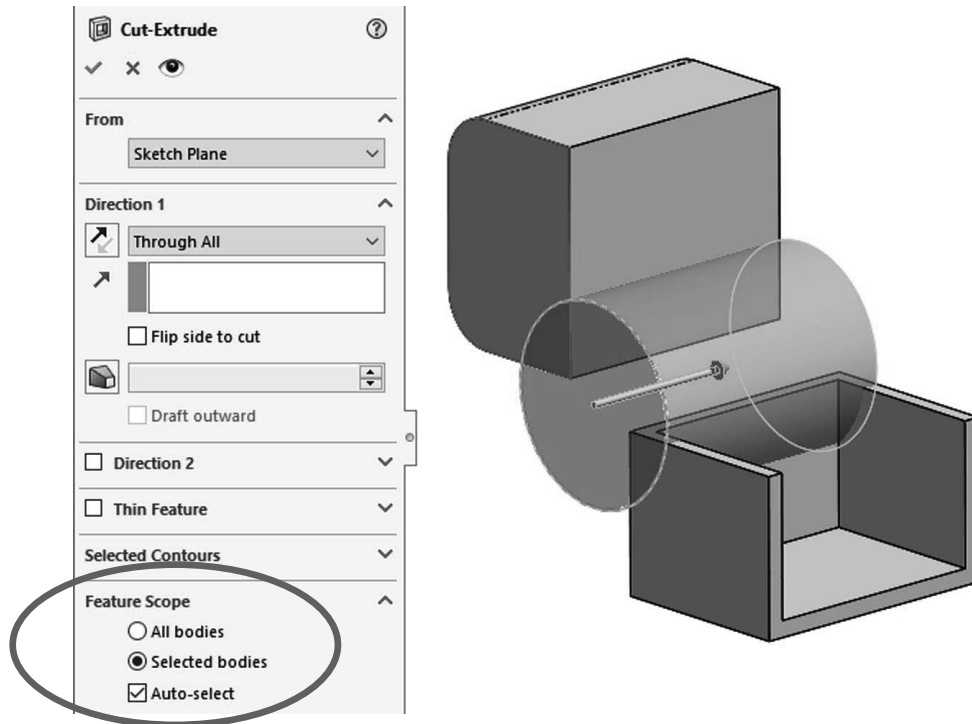 Cut-Extrude
From
Sketch Plane
Direction 1
Through All
Flip side to cut
Draft outward
Direction 2
Thin Feature
Selected Contours
Feature Scope
All bodies
Selected bodies
Auto-select